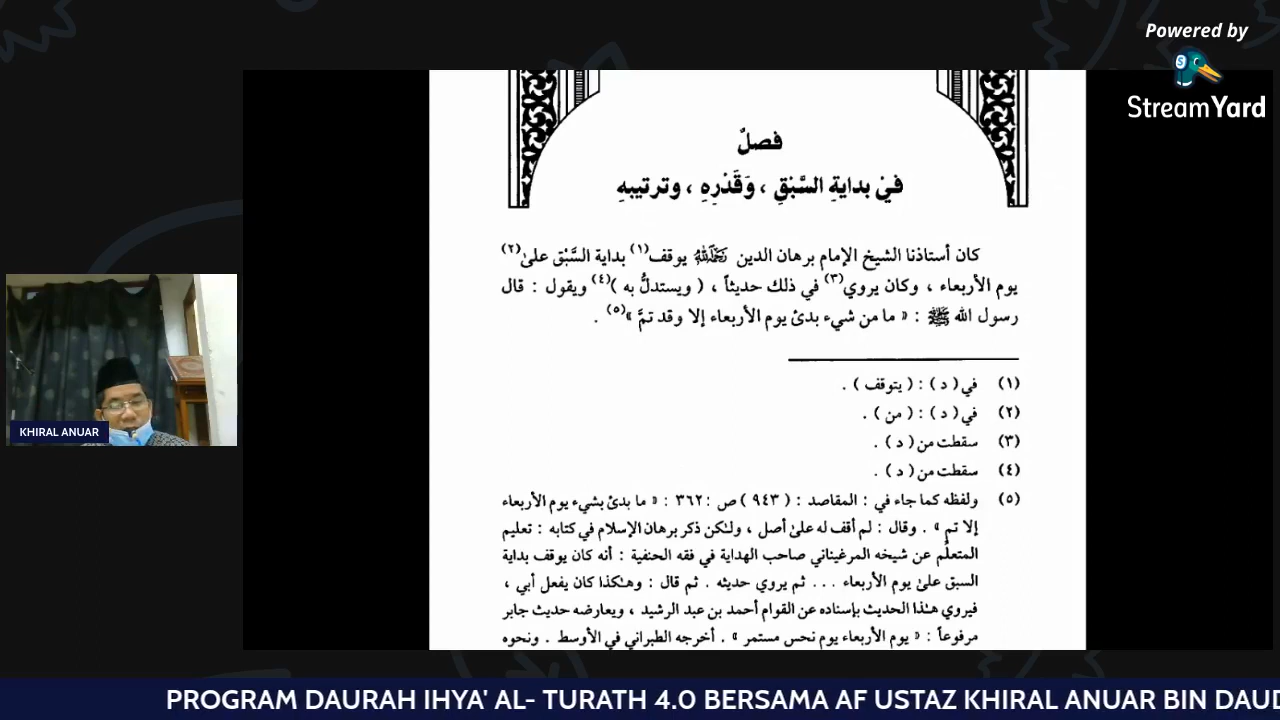 Powered by
StreamYard
فصلٌ
فيْ بدايةِ السَّبْقِ ، وَقَدْرِهِ ، وترتيبهِ
كان أستاذنا الشيخ الإمام برهان الدين رَحِمَهُ اللهُ يوقف(١) بداية السَّبْق علىٰ(٢)
يوم الأربعاء ، وكان يروي(٣) في ذلك حديثاً ، ( ويستدلُّ به )(٤) ويقول : قال
رسول الله ﷺ : « ما من شيء بدئ يوم الأربعاء إلا وقد تمَّ »(٥) .
(١) في ( د ) : ( يتوقف ) .
(٢) في ( د ) : ( من ) .
(٣) سقطت من ( د ) .
(٤) سقطت من ( د ) .
(٥) ولفظه كما جاء في : المقاصد : ( ٩٤٣ ) ص : ٣٦٢ : « ما بدئ بشيء يوم الأربعاء
إلا تم » . وقال : لم أقف له علىٰ أصل ، ولٰكن ذكر برهان الإسلام في كتابه : تعليم
المتعلِّم عن شيخه المرغيناني صاحب الهداية في فقه الحنفية : أنه كان يوقف بداية
السبق علىٰ يوم الأربعاء . . . ثم يروي حديثه . ثم قال : وهٰكذا كان يفعل أبي ،
فيروي هٰذا الحديث بإسناده عن القوام أحمد بن عبد الرشيد ، ويعارضه حديث جابر
مرفوعاً : « يوم الأربعاء يوم نحس مستمر » . أخرجه الطبراني في الأوسط . ونحوه
KHIRAL ANUAR
PROGRAM DAURAH IHYA' AL- TURATH 4.0 BERSAMA AF USTAZ KHIRAL ANUAR BIN DAUD